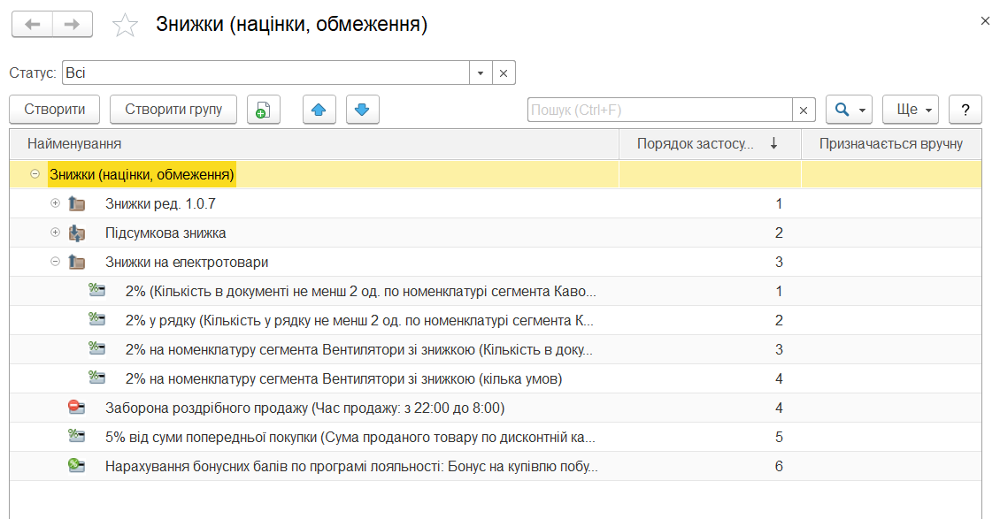 Знижки (націнки, обмеження)
Статус: Всі
Створити Створити групу Пошук (Ctrl+F) Ще ?
Найменування Порядок застосу... Призначається вручну
Знижки (націнки, обмеження)
Знижки ред. 1.0.7 1
Підсумкова знижка 2
Знижки на електротовари 3
2% (Кількість в документі не менш 2 од. по номенклатурі сегмента Каво... 1
2% у рядку (Кількість у рядку не менш 2 од. по номенклатурі сегмента К... 2
2% на номенклатуру сегмента Вентилятори зі знижкою (Кількість в доку... 3
2% на номенклатуру сегмента Вентилятори зі знижкою (кілька умов) 4
Заборона роздрібного продажу (Час продажу: з 22:00 до 8:00) 4
5% від суми попередньої покупки (Сума проданого товару по дисконтній ка... 5
Нарахування бонусних балів по програмі лояльності: Бонус на купівлю побу... 6